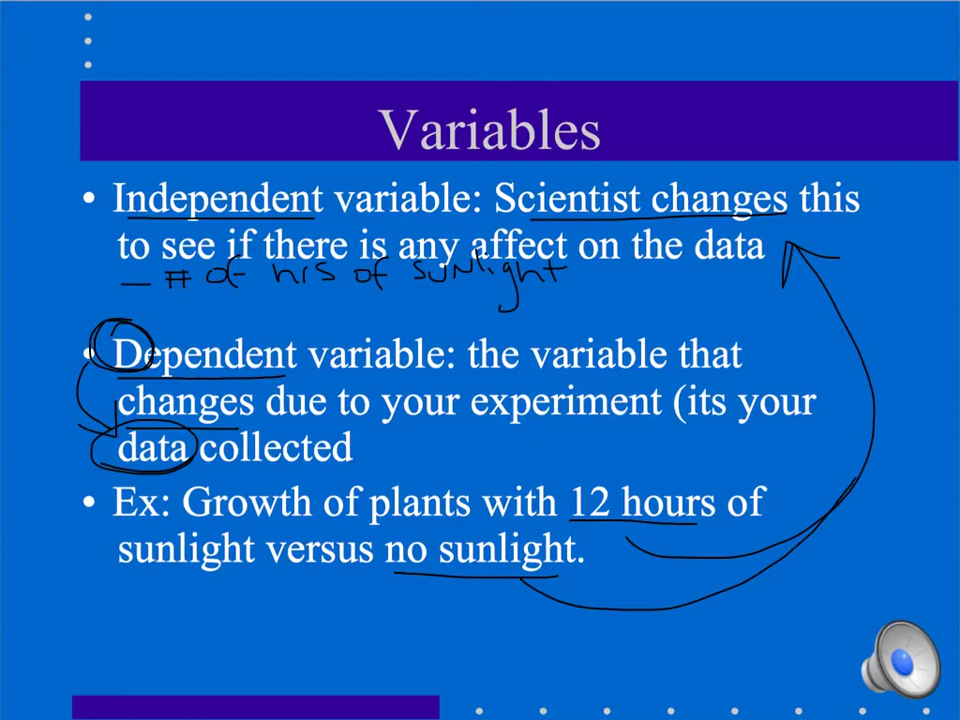 Variables
• Independent variable: Scientist changes this
to see if there is any affect on the data
- # of hrs of sunlight
• Dependent variable: the variable that
changes due to your experiment (its your
data collected
• Ex: Growth of plants with 12 hours of
sunlight versus no sunlight.